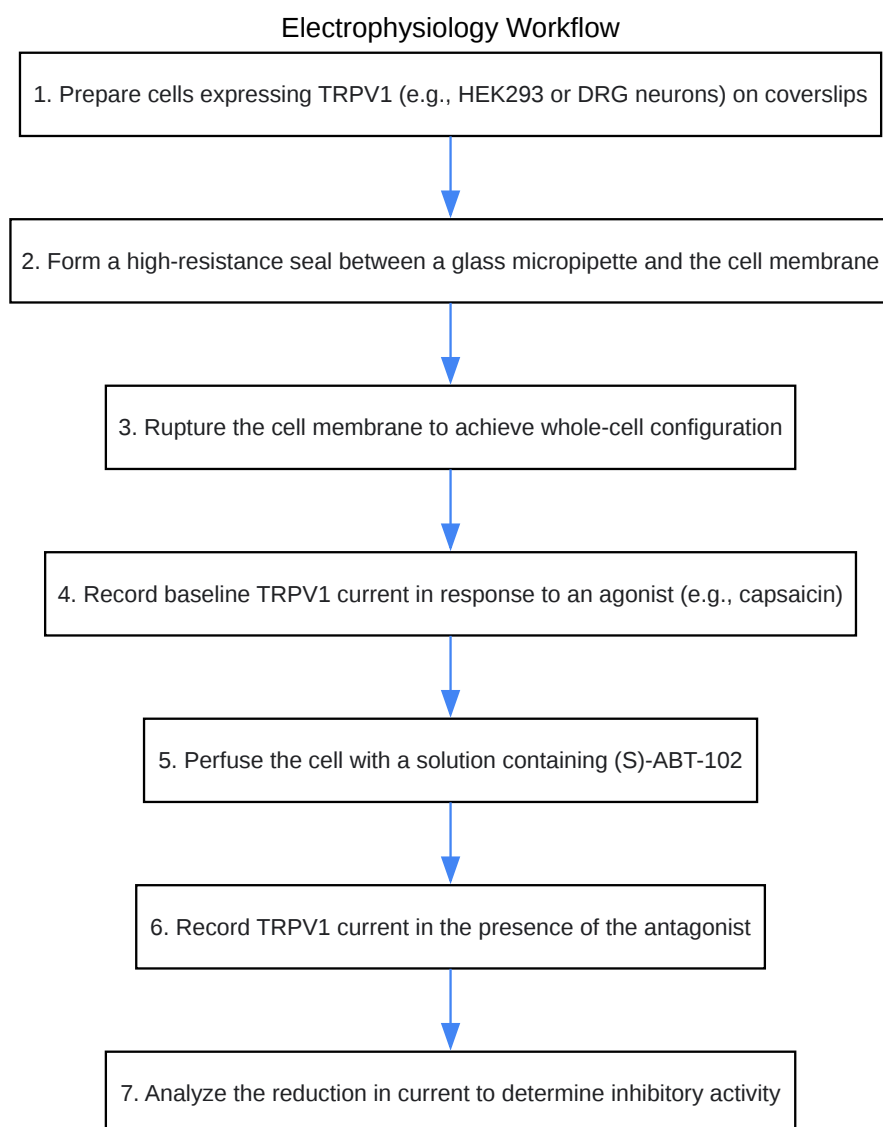 Electrophysiology Workflow
1. Prepare cells expressing TRPV1 (e.g., HEK293 or DRG neurons) on coverslips
2. Form a high-resistance seal between a glass micropipette and the cell membrane
3. Rupture the cell membrane to achieve whole-cell configuration
4. Record baseline TRPV1 current in response to an agonist (e.g., capsaicin)
5. Perfuse the cell with a solution containing (S)-ABT-102
6. Record TRPV1 current in the presence of the antagonist
7. Analyze the reduction in current to determine inhibitory activity